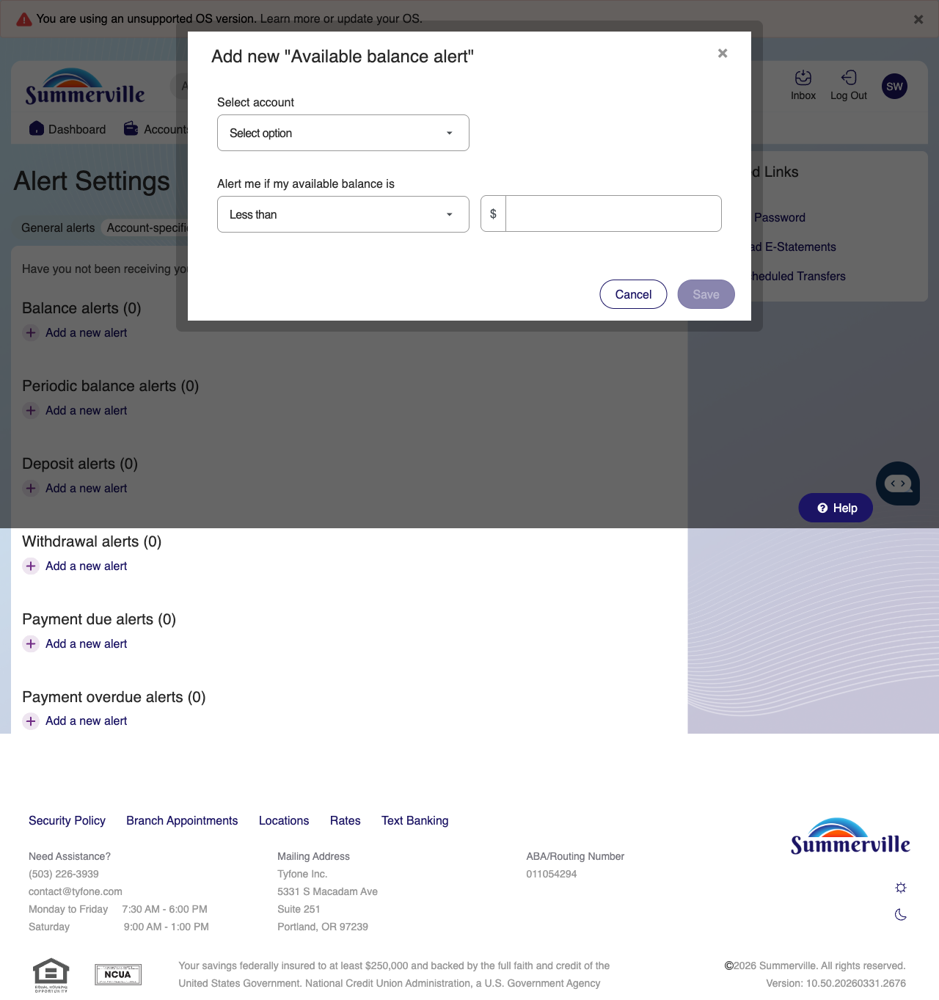 You are using an unsupported OS version. Learn more or update your OS.
Add new "Available balance alert"
Summerville
A
Inbox
Log Out
SW
Dashboard
Accounts
Select account
Select option
Alert Settings
Alert me if my available balance is
Less than
$
d Links
Password
ad E-Statements
heduled Transfers
General alerts
Account-specifi
Have you not been receiving you
Cancel
Save
Balance alerts (0)
Add a new alert
Periodic balance alerts (0)
Add a new alert
Deposit alerts (0)
Add a new alert
Help
Withdrawal alerts (0)
Add a new alert
Payment due alerts (0)
Add a new alert
Payment overdue alerts (0)
Add a new alert
Security Policy
Branch Appointments
Locations
Rates
Text Banking
Summerville
Need Assistance?
(503) 226-3939
contact@tyfone.com
Monday to Friday 7:30 AM - 6:00 PM
Saturday 9:00 AM - 1:00 PM
Mailing Address
Tyfone Inc.
5331 S Macadam Ave
Suite 251
Portland, OR 97239
ABA/Routing Number
011054294
EQUAL HOUSING
OPPORTUNITY
NCUA
Your savings federally insured to at least $250,000 and backed by the full faith and credit of the
United States Government. National Credit Union Administration, a U.S. Government Agency
©2026 Summerville. All rights reserved.
Version: 10.50.20260331.2676